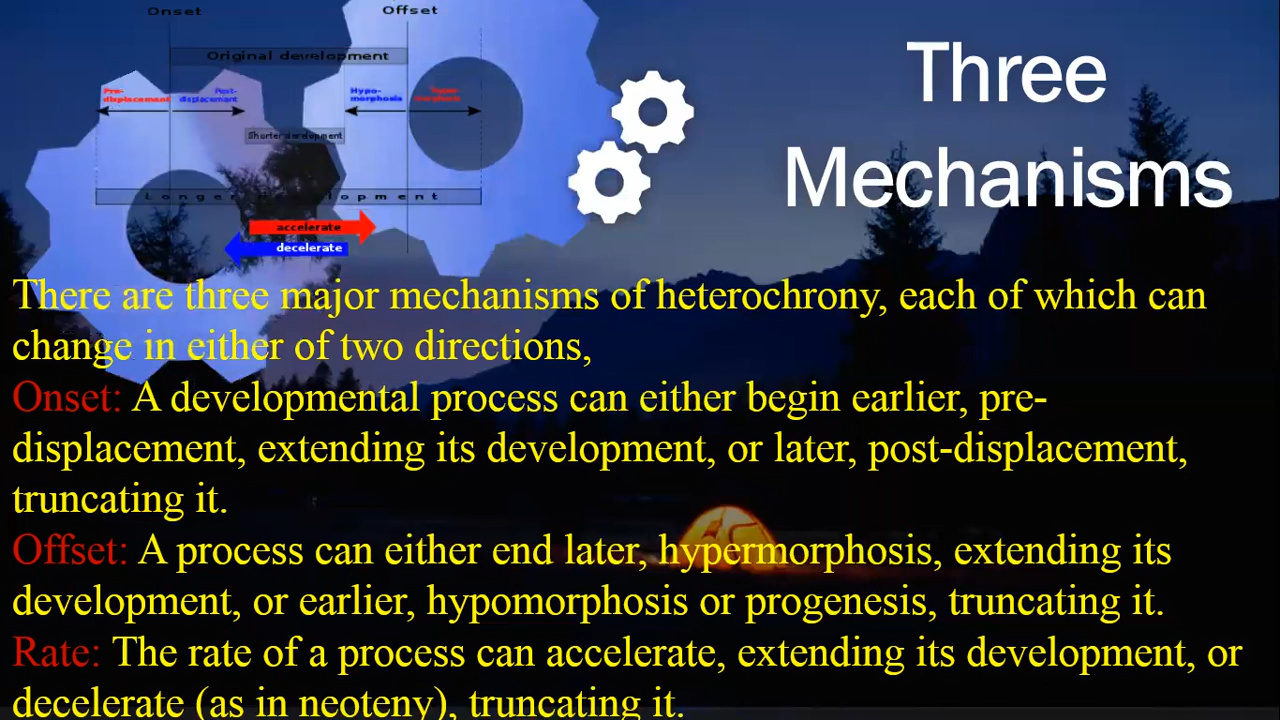 Onset Offset
Original development
Pre- Post- Hypo- hyper-
displacement displacement morphosis morphosis
Shorter development
accelerate
decelerate
Three
Mechanisms
There are three major mechanisms of heterochrony, each of which can
change in either of two directions,
Onset: A developmental process can either begin earlier, pre-
displacement, extending its development, or later, post-displacement,
truncating it.
Offset: A process can either end later, hypermorphosis, extending its
development, or earlier, hypomorphosis or progenesis, truncating it.
Rate: The rate of a process can accelerate, extending its development, or
decelerate (as in neoteny), truncating it.